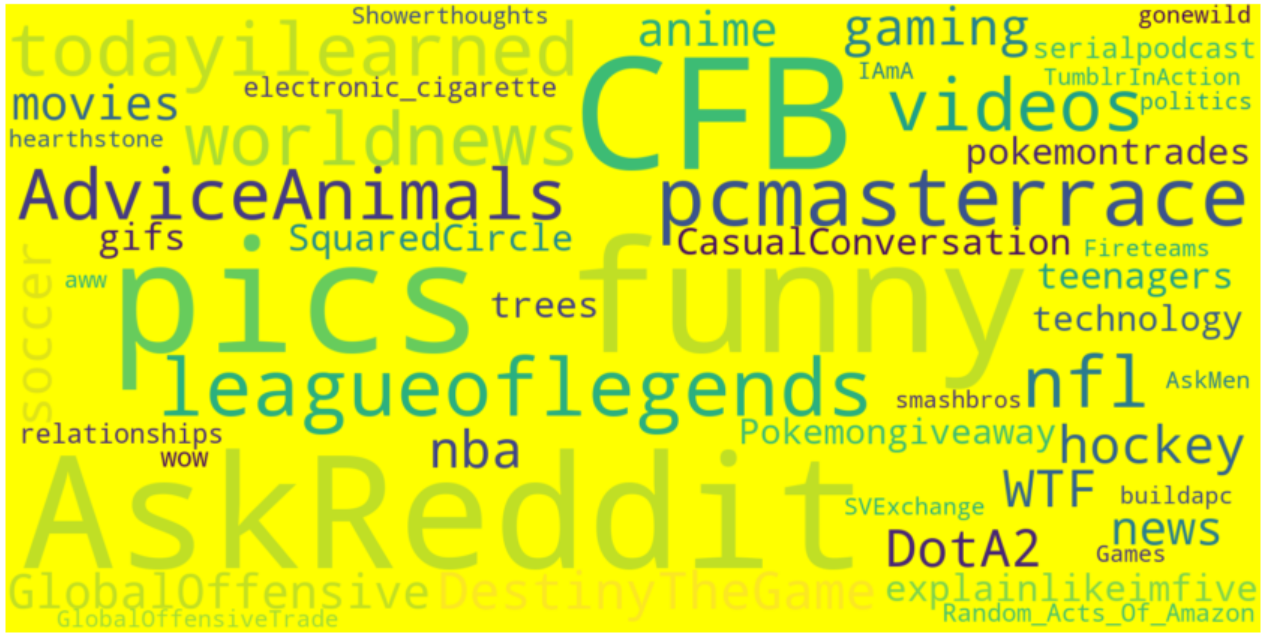 Showerthoughts
gonewild
todayilearned
anime
gaming
serialpodcast
CFB
IAmA
TumblrInAction
electronic_cigarette
movies
videos
politics
hearthstone
worldnews
pokemontrades
AdviceAnimals
pcmasterrace
gifs
SquaredCircle
CasualConversation
Fireteams
soccer
aww
pics
funny
teenagers
trees
technology
leagueoflegends
nfl
AskMen
smashbros
relationships
nba
Pokemongiveaway
hockey
wow
AskReddit
WTF
buildapc
SVExchange
news
DotA2
Games
GlobalOffensive
DestinyTheGame
explainlikeimfive
GlobalOffensiveTrade
Random_Acts_Of_Amazon